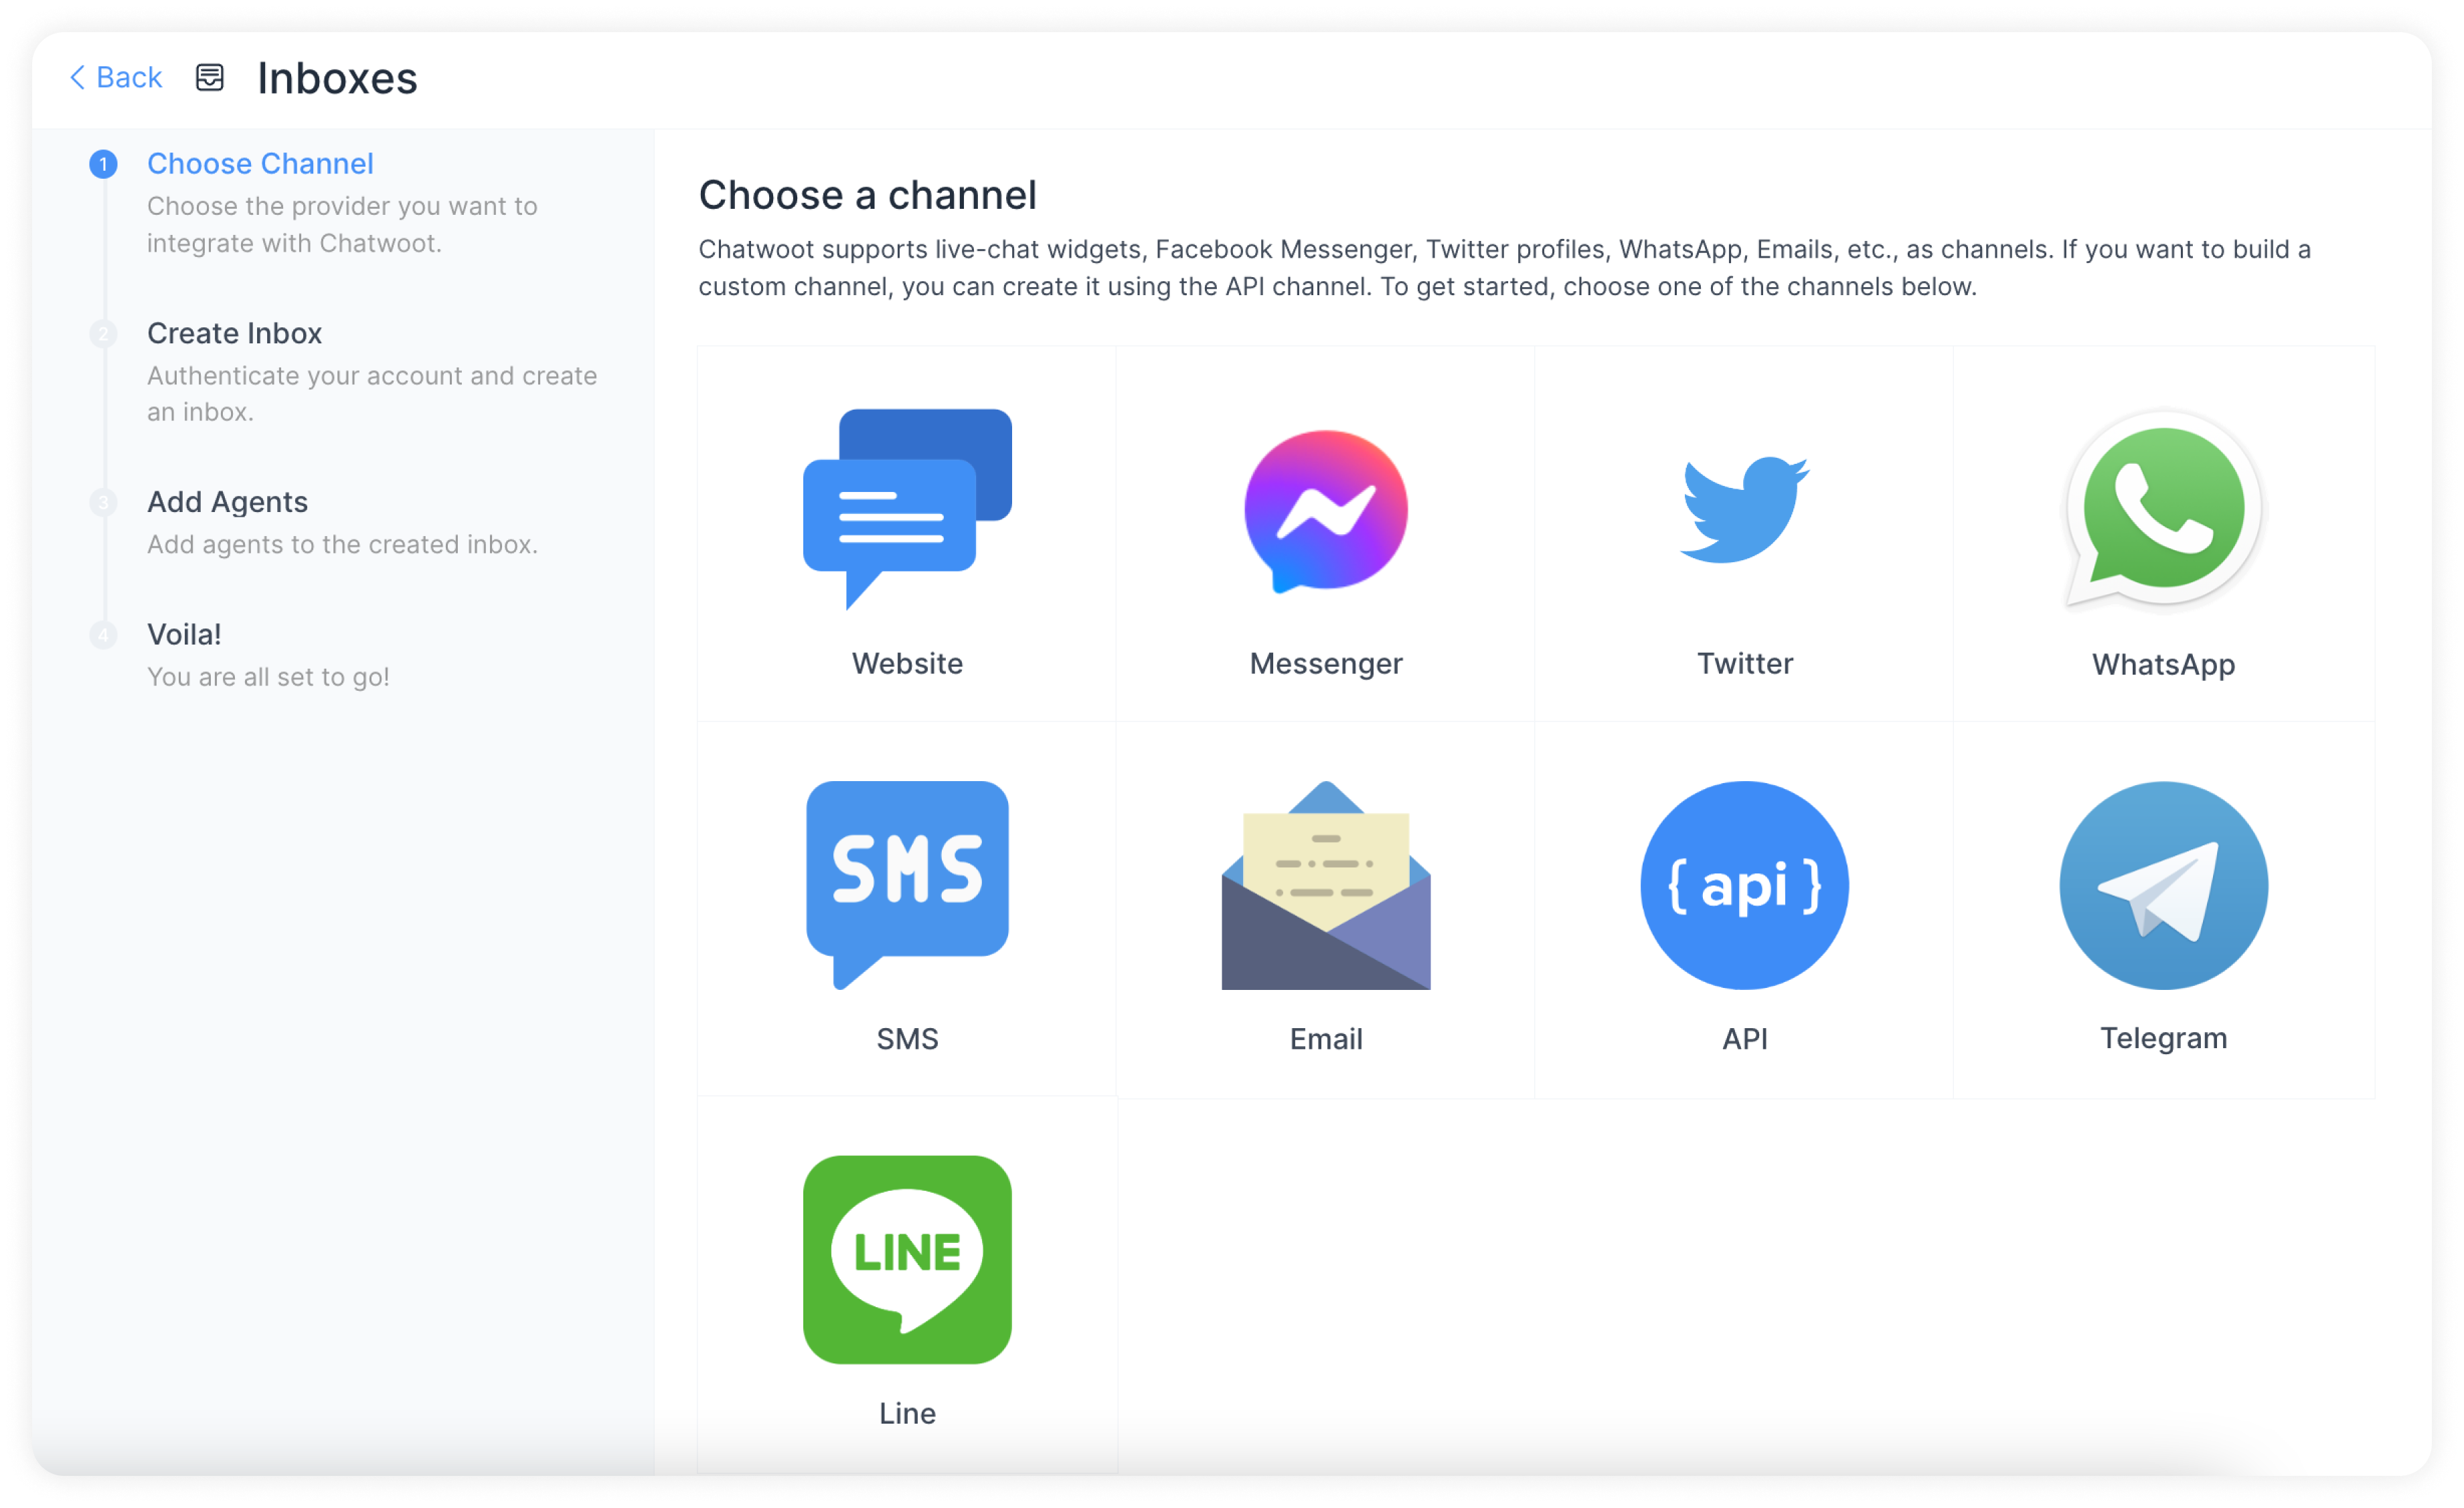 Back
Inboxes
1
Choose Channel
Choose the provider you want to
integrate with Chatwoot.
2
Create Inbox
Authenticate your account and create
an inbox.
3
Add Agents
Add agents to the created inbox.
4
Voila!
You are all set to go!
Choose a channel
Chatwoot supports live-chat widgets, Facebook Messenger, Twitter profiles, WhatsApp, Emails, etc., as channels. If you want to build a
custom channel, you can create it using the API channel. To get started, choose one of the channels below.
Website
Messenger
Twitter
WhatsApp
SMS
{ api }
SMS
Email
API
Telegram
LINE
Line